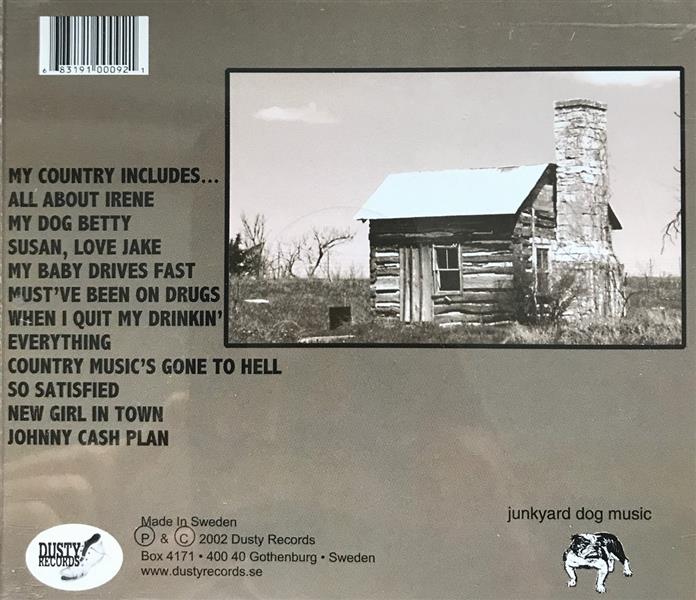 6 83191 00092 1
MY COUNTRY INCLUDES...
ALL ABOUT IRENE
MY DOG BETTY
SUSAN, LOVE JAKE
MY BABY DRIVES FAST
MUST'VE BEEN ON DRUGS
WHEN I QUIT MY DRINKIN'
EVERYTHING
COUNTRY MUSIC'S GONE TO HELL
SO SATISFIED
NEW GIRL IN TOWN
JOHNNY CASH PLAN
DUSTY
RECORDS
Made In Sweden
Ⓟ & Ⓒ 2002 Dusty Records
Box 4171 • 400 40 Gothenburg • Sweden
www.dustyrecords.se
junkyard dog music